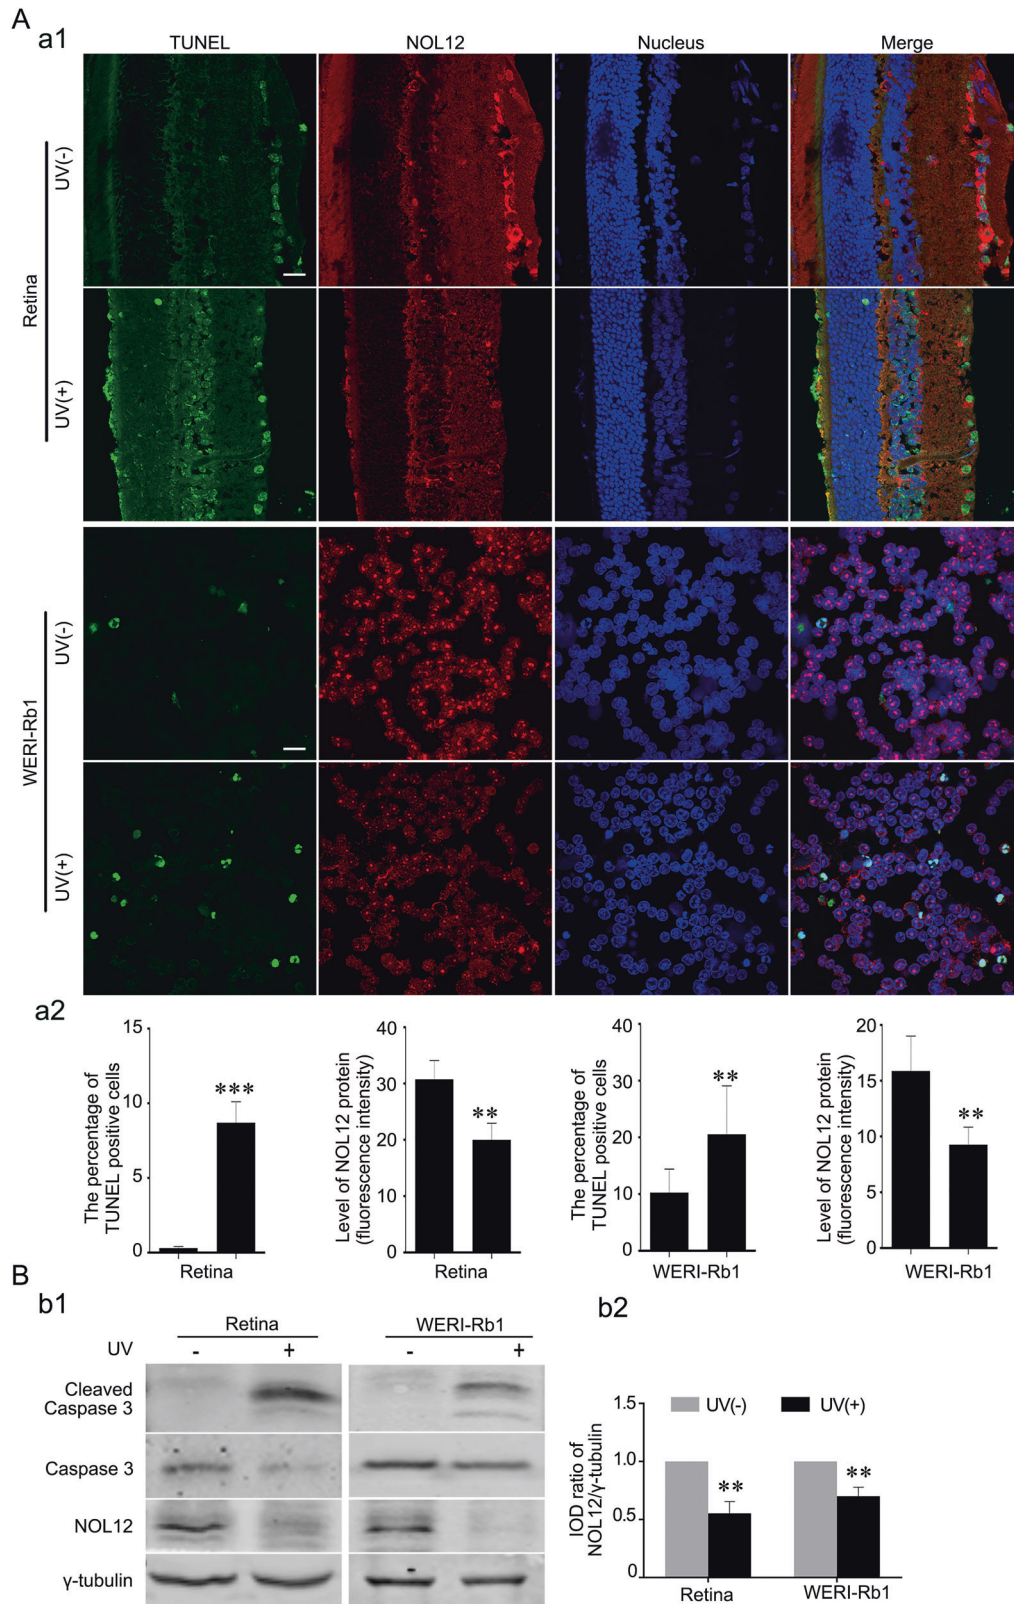 A
a1
TUNEL
NOL12
Nucleus
Merge
Retina
UV(-)
UV(+)
WERI-Rb1
UV(-)
UV(+)
a2
The percentage of
TUNEL positive cells
15
10
5
0
***
Retina
Level of NOL12 protein
(fluorescence intensity)
40
30
20
10
0
**
Retina
The percentage of
TUNEL positive cells
40
30
20
10
0
**
WERI-Rb1
Level of NOL12 protein
(fluorescence intensity)
20
15
10
5
0
**
WERI-Rb1
B
b1
Retina
WERI-Rb1
UV
-
+
-
+
Cleaved
Caspase 3
Caspase 3
NOL12
γ-tubulin
b2
UV(-)
UV(+)
IOD ratio of
NOL12/γ-tubulin
1.5
1.0
0.5
0
**
**
Retina
WERI-Rb1